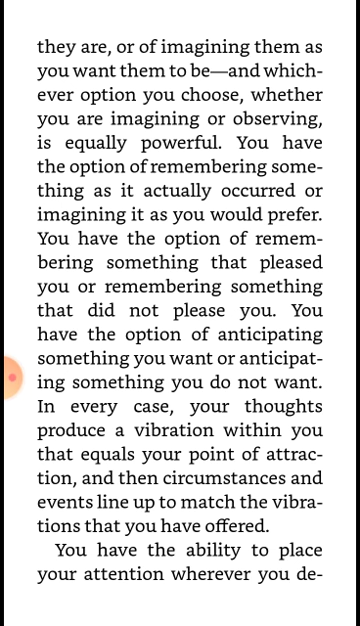 they are, or of imagining them as
you want them to be—and which-
ever option you choose, whether
you are imagining or observing,
is equally powerful. You have
the option of remembering some-
thing as it actually occurred or
imagining it as you would prefer.
You have the option of remem-
bering something that pleased
you or remembering something
that did not please you. You
have the option of anticipating
something you want or anticipat-
ing something you do not want.
In every case, your thoughts
produce a vibration within you
that equals your point of attrac-
tion, and then circumstances and
events line up to match the vibra-
tions that you have offered.
You have the ability to place
your attention wherever you de-